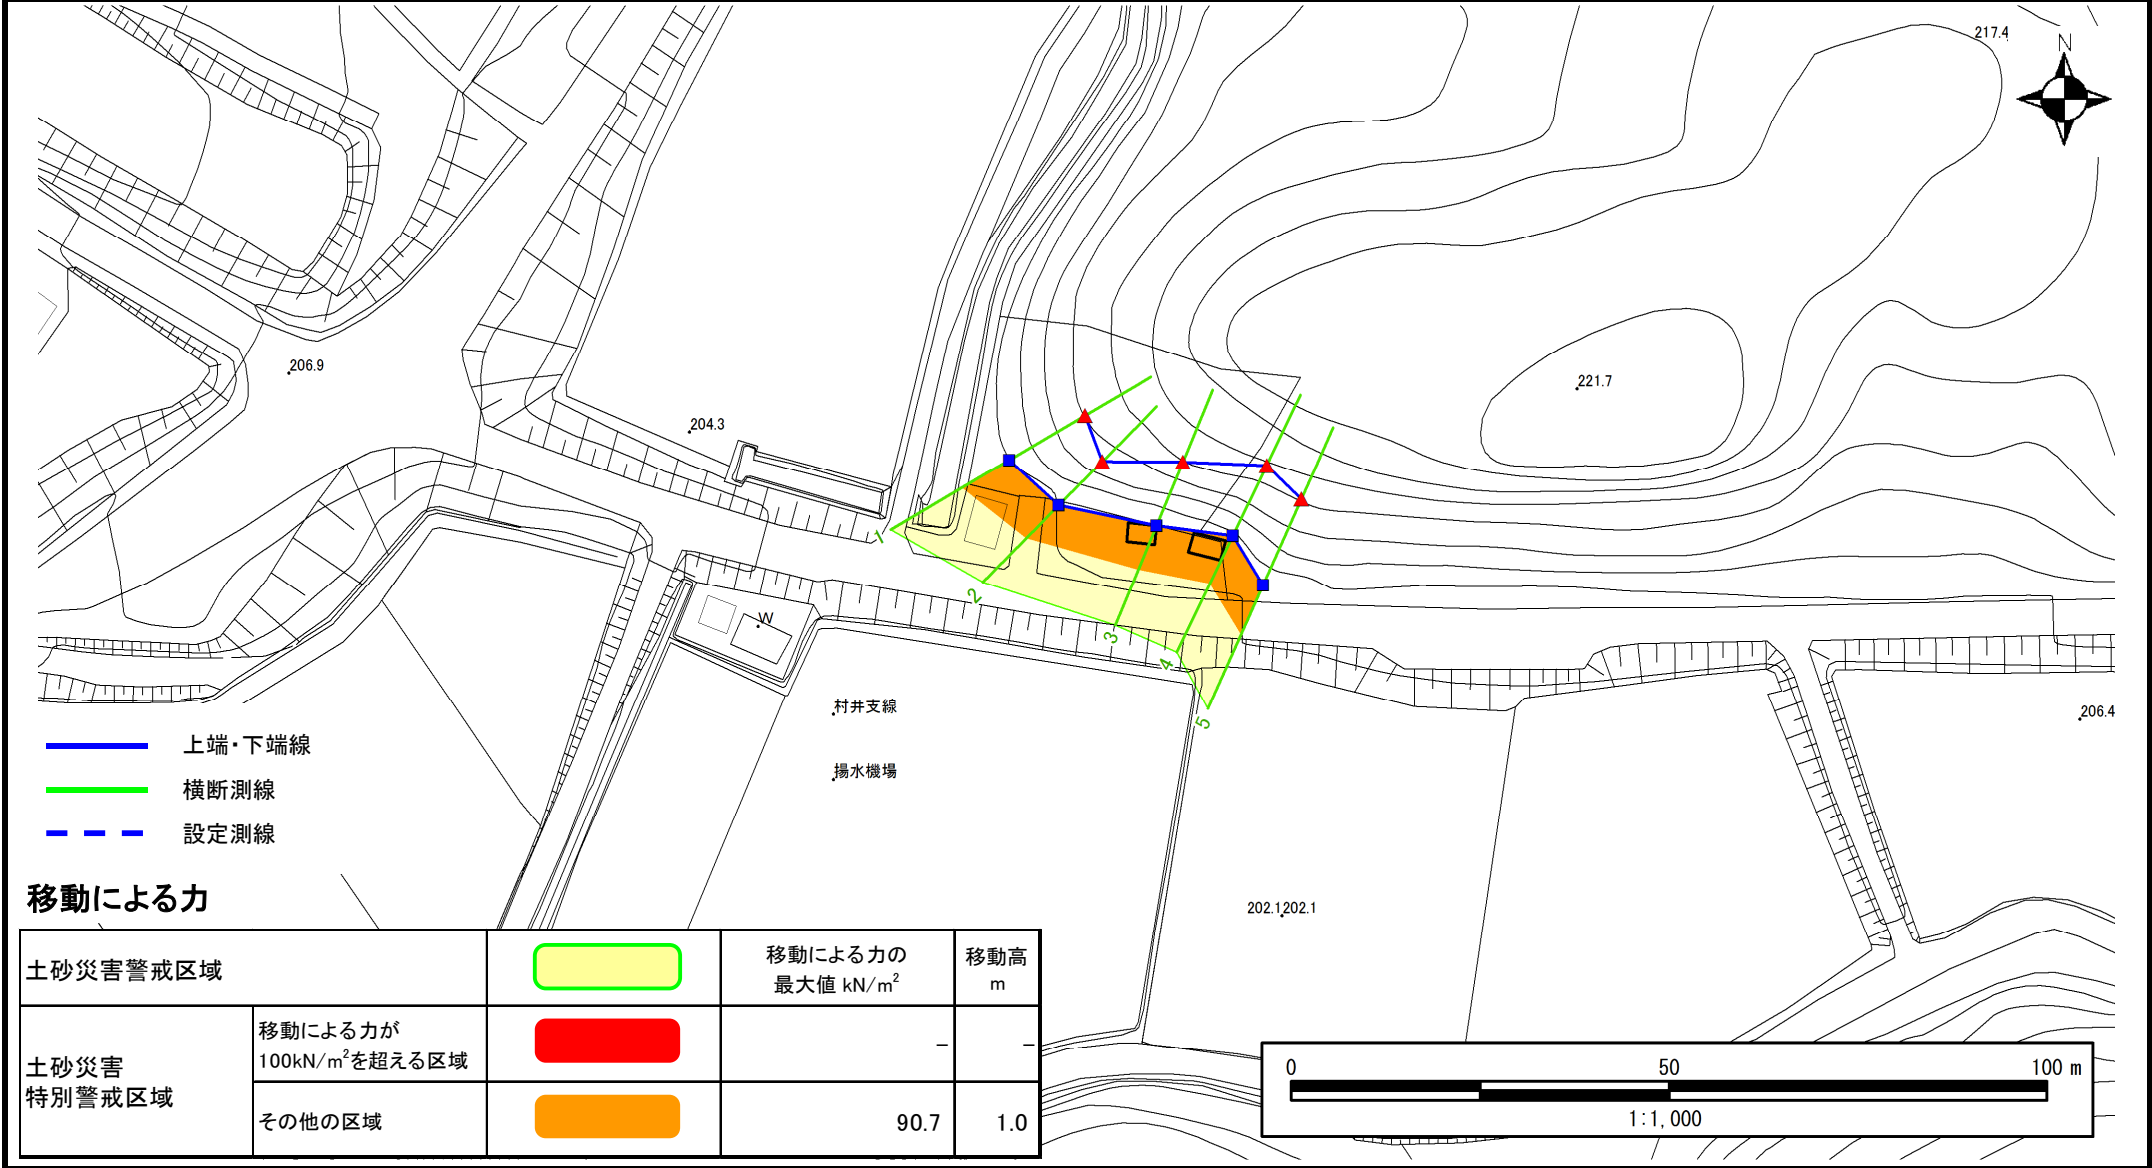 217.4
N
206.9
204.3
221.7
1
2
3
4
5
W
村井支線
揚水機場
206.4
202.1 202.1
上端・下端線
横断測線
設定測線
移動による力
土砂災害警戒区域
移動による力の
最大値 kN/m²
移動高
m
土砂災害
特別警戒区域
移動による力が
100kN/m²を超える区域
－
－
その他の区域
90.7
1.0
0 50 100 m
1:1,000